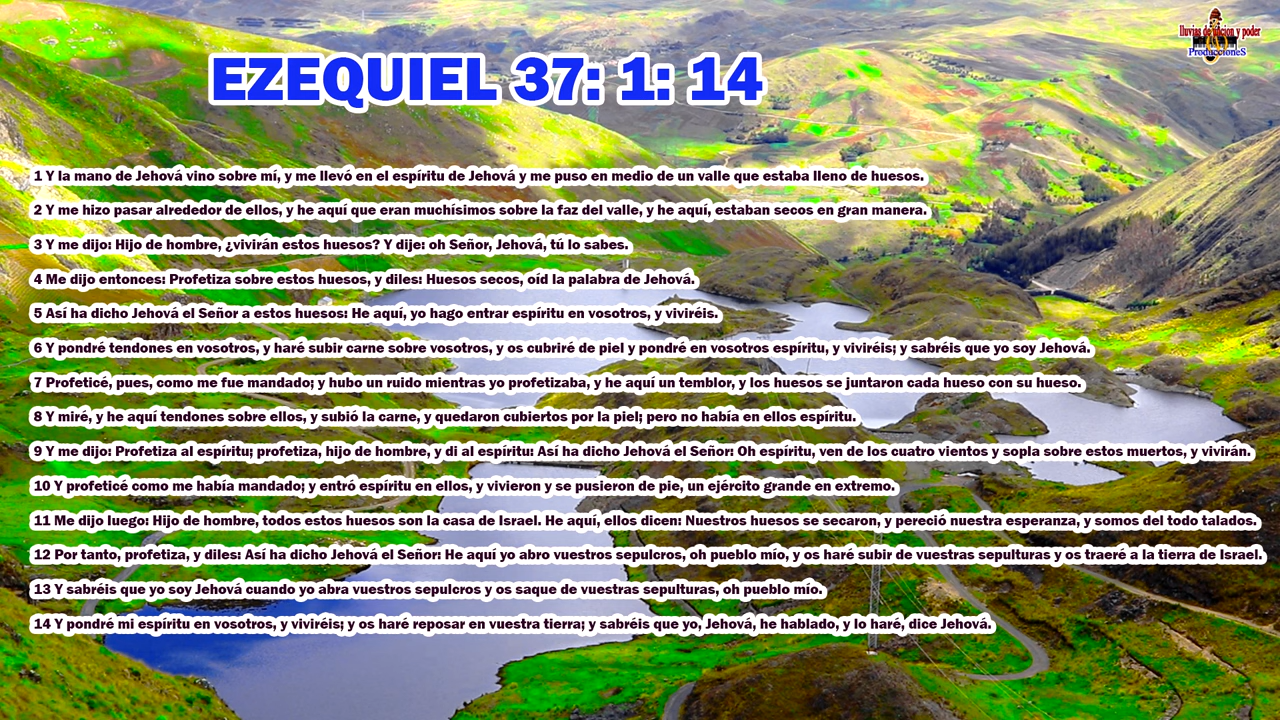 lluvias de uncion y poder
ProduccioneS
EZEQUIEL 37: 1: 14
1 Y la mano de Jehová vino sobre mí, y me llevó en el espíritu de Jehová y me puso en medio de un valle que estaba lleno de huesos.
2 Y me hizo pasar alrededor de ellos, y he aquí que eran muchísimos sobre la faz del valle, y he aquí, estaban secos en gran manera.
3 Y me dijo: Hijo de hombre, ¿vivirán estos huesos? Y dije: oh Señor, Jehová, tú lo sabes.
4 Me dijo entonces: Profetiza sobre estos huesos, y diles: Huesos secos, oíd la palabra de Jehová.
5 Así ha dicho Jehová el Señor a estos huesos: He aquí, yo hago entrar espíritu en vosotros, y viviréis.
6 Y pondré tendones en vosotros, y haré subir carne sobre vosotros, y os cubriré de piel y pondré en vosotros espíritu, y viviréis; y sabréis que yo soy Jehová.
7 Profeticé, pues, como me fue mandado; y hubo un ruido mientras yo profetizaba, y he aquí un temblor, y los huesos se juntaron cada hueso con su hueso.
8 Y miré, y he aquí tendones sobre ellos, y subió la carne, y quedaron cubiertos por la piel; pero no había en ellos espíritu.
9 Y me dijo: Profetiza al espíritu; profetiza, hijo de hombre, y di al espíritu: Así ha dicho Jehová el Señor: Oh espíritu, ven de los cuatro vientos y sopla sobre estos muertos, y vivirán.
10 Y profeticé como me había mandado; y entró espíritu en ellos, y vivieron y se pusieron de pie, un ejército grande en extremo.
11 Me dijo luego: Hijo de hombre, todos estos huesos son la casa de Israel. He aquí, ellos dicen: Nuestros huesos se secaron, y pereció nuestra esperanza, y somos del todo talados.
12 Por tanto, profetiza, y diles: Así ha dicho Jehová el Señor: He aquí yo abro vuestros sepulcros, oh pueblo mío, y os haré subir de vuestras sepulturas y os traeré a la tierra de Israel.
13 Y sabréis que yo soy Jehová cuando yo abra vuestros sepulcros y os saque de vuestras sepulturas, oh pueblo mío.
14 Y pondré mi espíritu en vosotros, y viviréis; y os haré reposar en vuestra tierra; y sabréis que yo, Jehová, he hablado, y lo haré, dice Jehová.